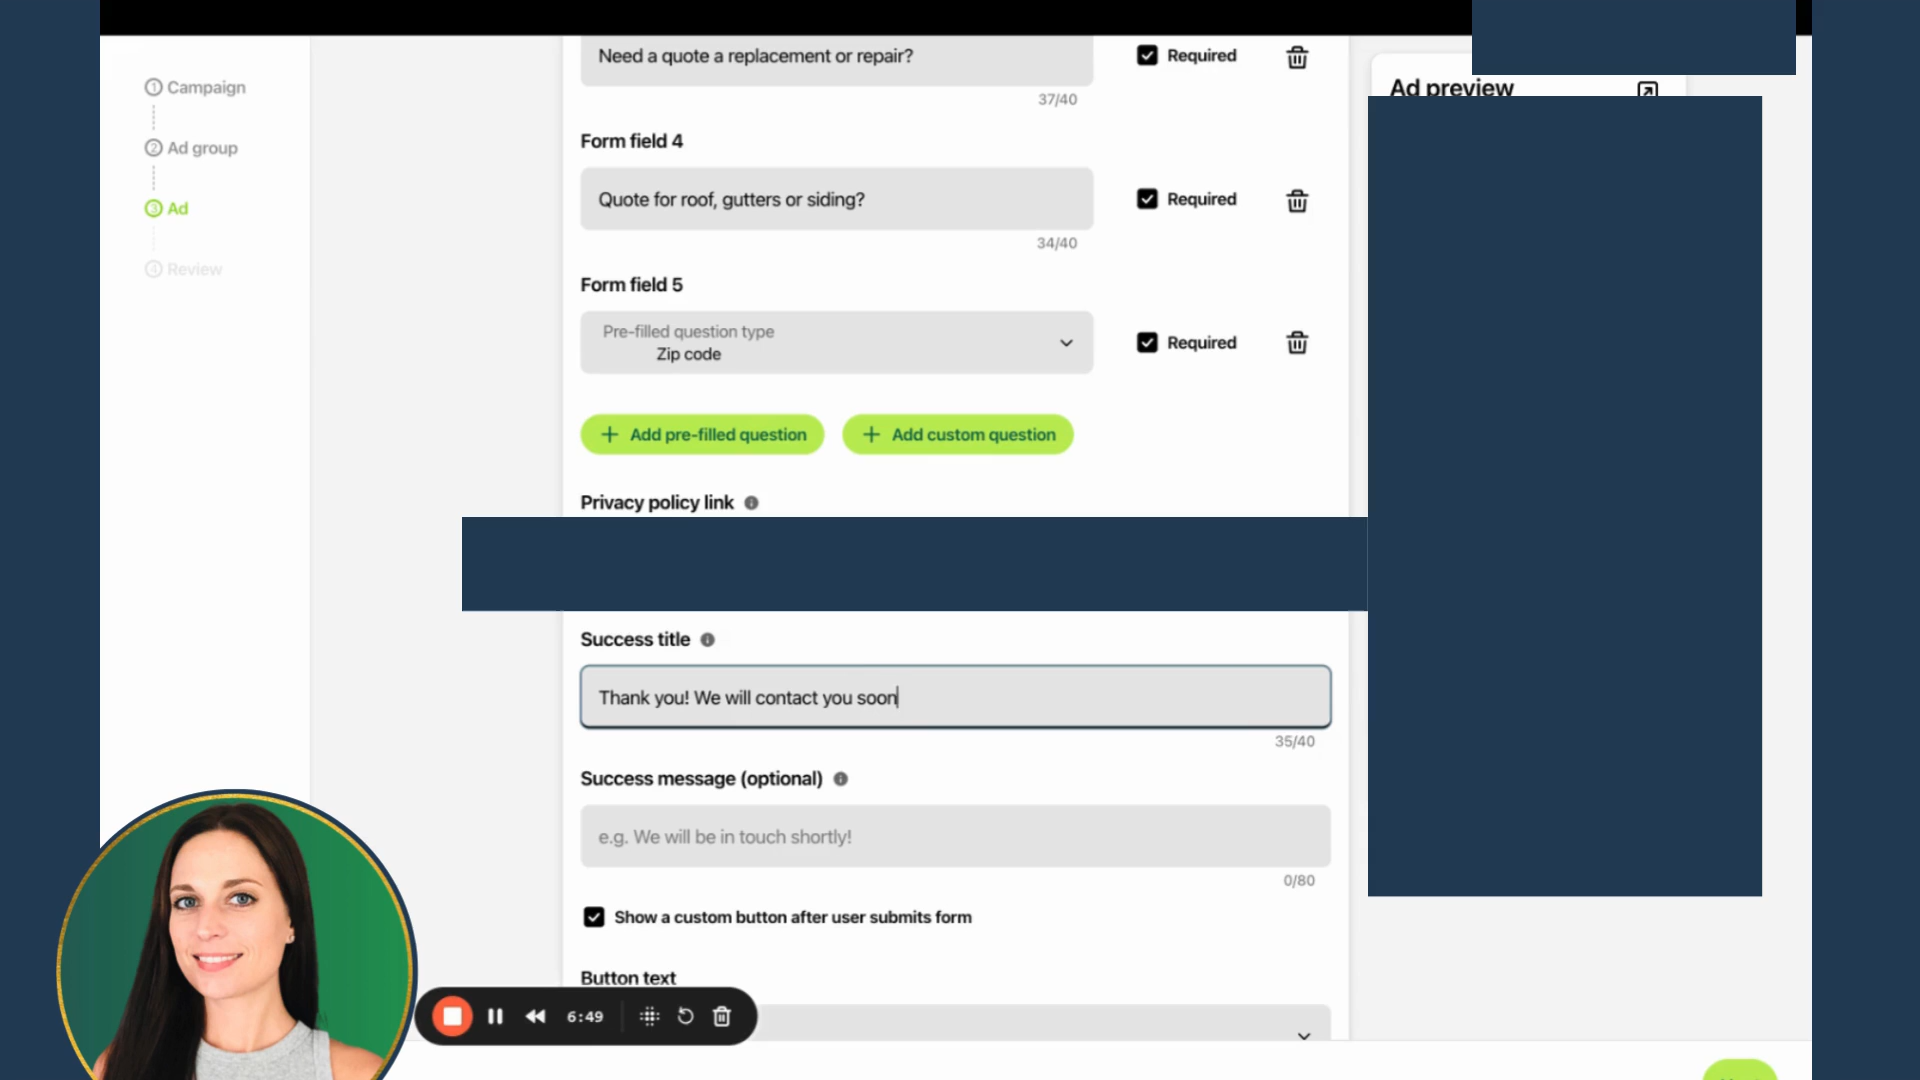 1 Campaign
2 Ad group
3 Ad
4 Review
Need a quote a replacement or repair?
Required
37/40
Form field 4
Quote for roof, gutters or siding?
Required
34/40
Form field 5
Pre-filled question type
Zip code
Required
+ Add pre-filled question
+ Add custom question
Privacy policy link
Success title
Thank you! We will contact you soon
35/40
Success message (optional)
e.g. We will be in touch shortly!
0/80
Show a custom button after user submits form
Button text
6:49
Ad preview